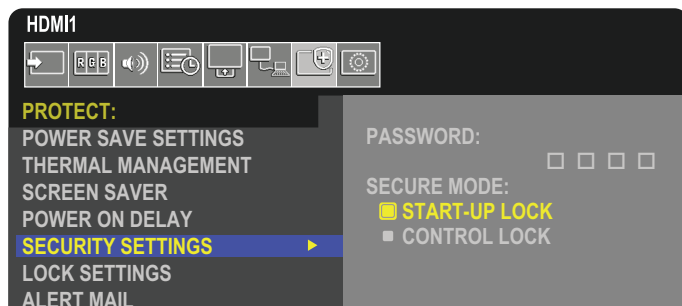 HDMI1
R G B
PROTECT:
POWER SAVE SETTINGS
THERMAL MANAGEMENT
SCREEN SAVER
POWER ON DELAY
SECURITY SETTINGS
LOCK SETTINGS
ALERT MAIL
PASSWORD:
SECURE MODE:
START-UP LOCK
CONTROL LOCK